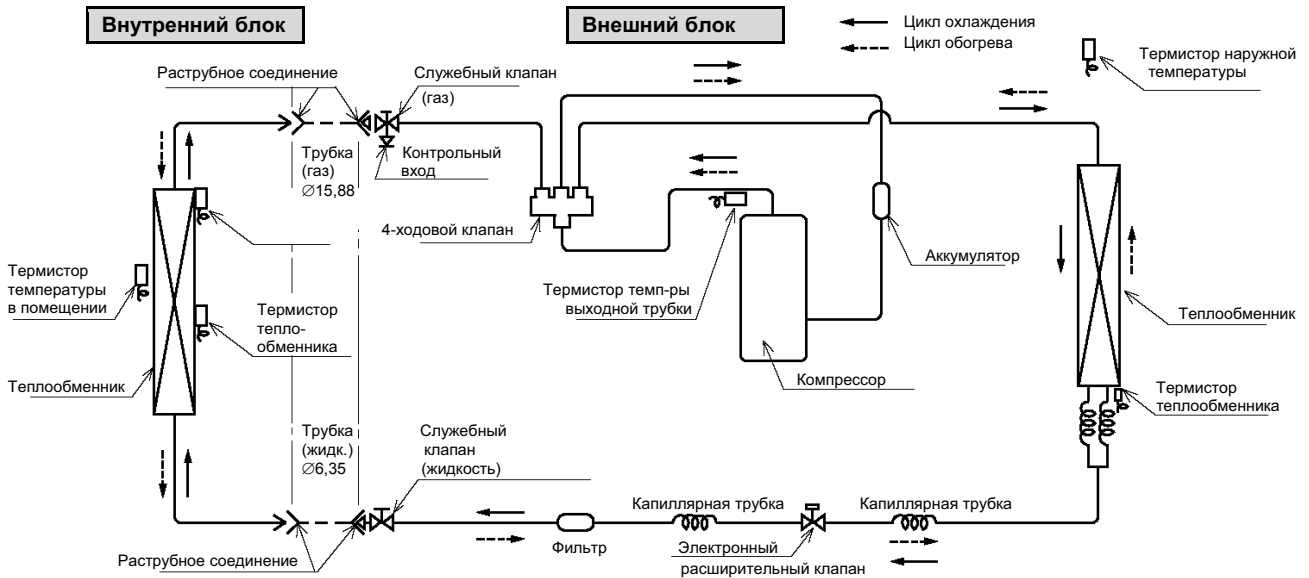 Внутренний блок
Внешний блок
Цикл охлаждения
Цикл обогрева
Термистор наружной
температуры
Раструбное соединение
Служебный клапан
(газ)
Трубка
(газ)
∅15,88
Контрольный
вход
4-ходовой клапан
Аккумулятор
Термистор
температуры
в помещении
Термистор
тепло-
обменника
Термистор темп-ры
выходной трубки
Теплообменник
Компрессор
Теплообменник
Термистор
теплообменника
Трубка
(жидк.)
∅6,35
Служебный
клапан
(жидкость)
Капиллярная трубка
Капиллярная трубка
Раструбное соединение
Фильтр
Электронный
расширительный клапан